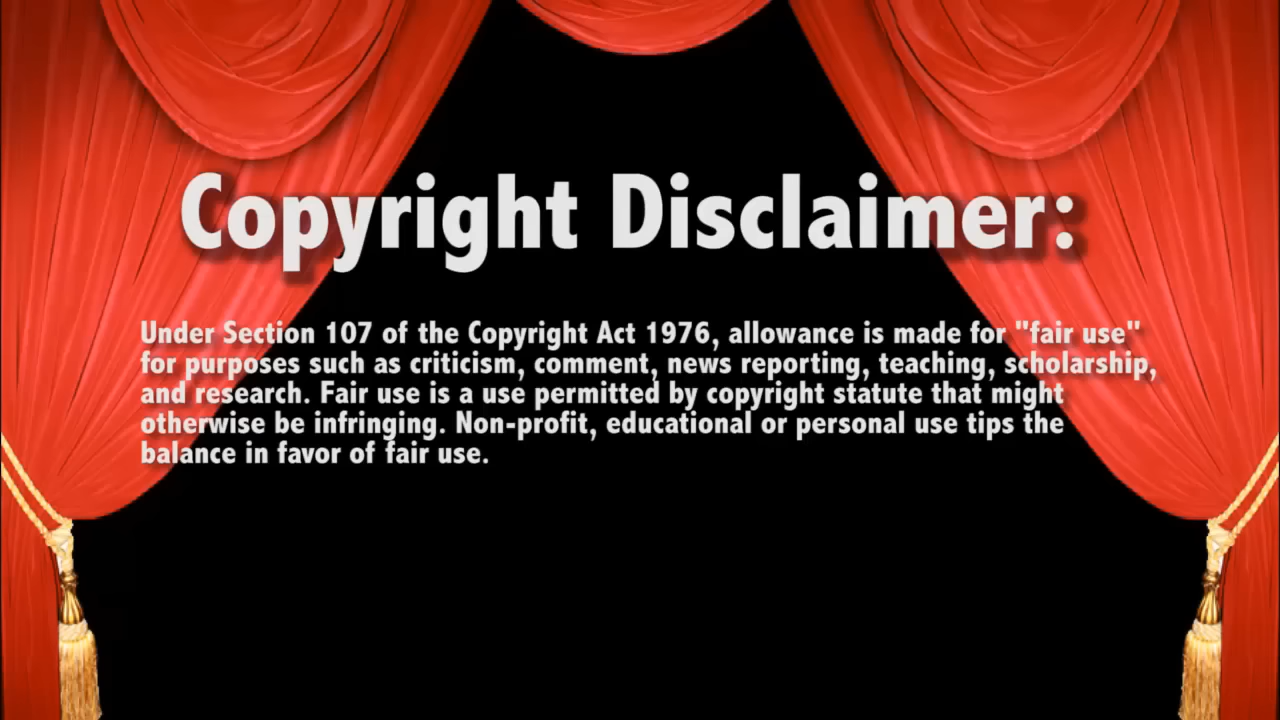 Copyright Disclaimer:
Under Section 107 of the Copyright Act 1976, allowance is made for "fair use"
for purposes such as criticism, comment, news reporting, teaching, scholarship,
and research. Fair use is a use permitted by copyright statute that might
otherwise be infringing. Non-profit, educational or personal use tips the
balance in favor of fair use.